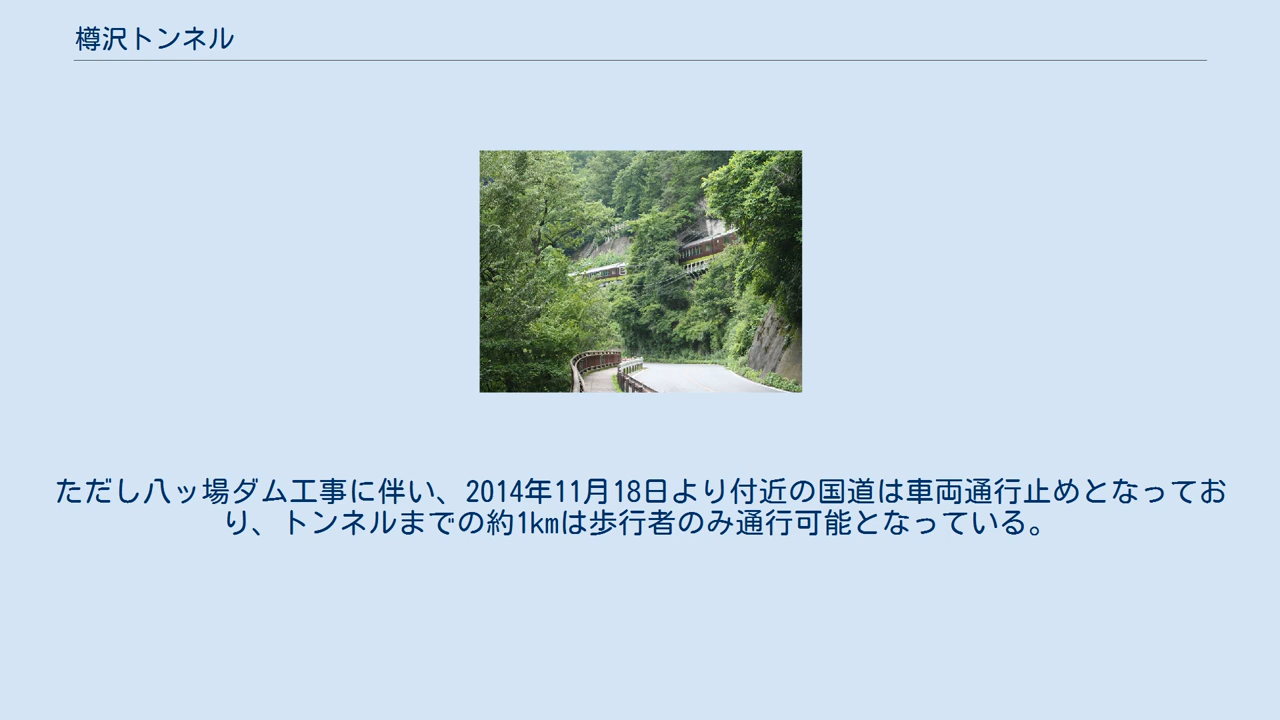 樽沢トンネル
ただし八ッ場ダム工事に伴い、2014年11月18日より付近の国道は車両通行止めとなってお
り、トンネルまでの約1kmは歩行者のみ通行可能となっている。